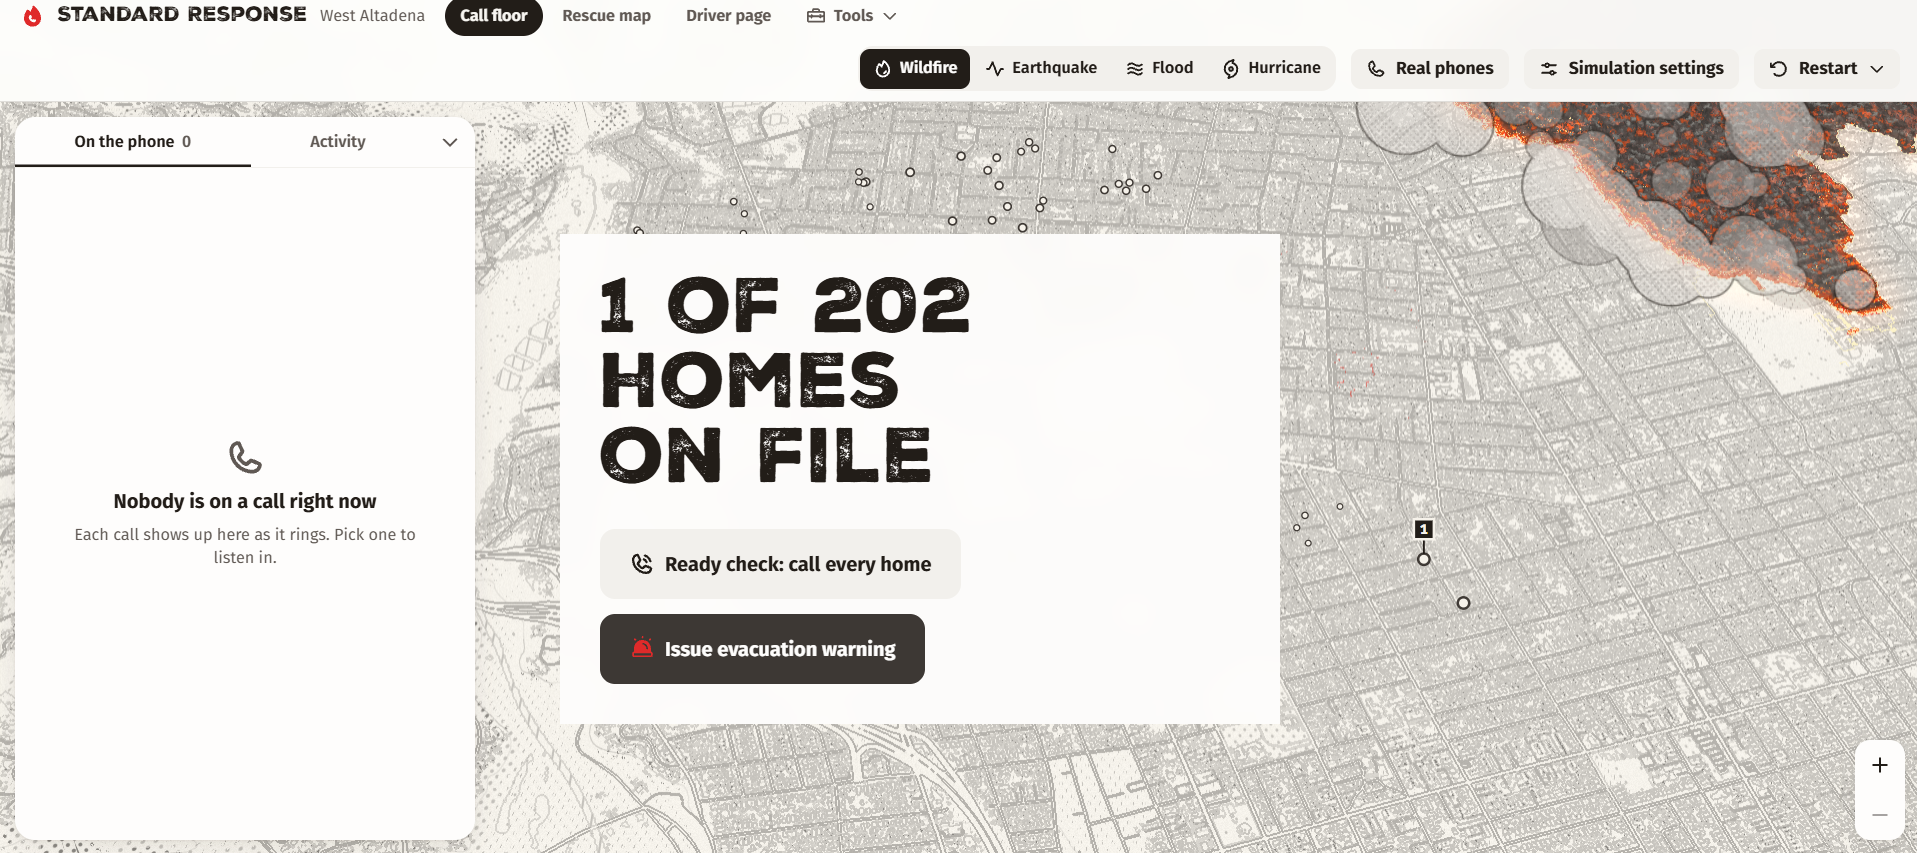 STANDARD RESPONSE West Altadena Call floor Rescue map Driver page Tools
Wildfire Earthquake Flood Hurricane Real phones Simulation settings Restart
On the phone 0 Activity
Nobody is on a call right now
Each call shows up here as it rings. Pick one to
listen in.
1 OF 202
HOMES
ON FILE
Ready check: call every home
Issue evacuation warning
1